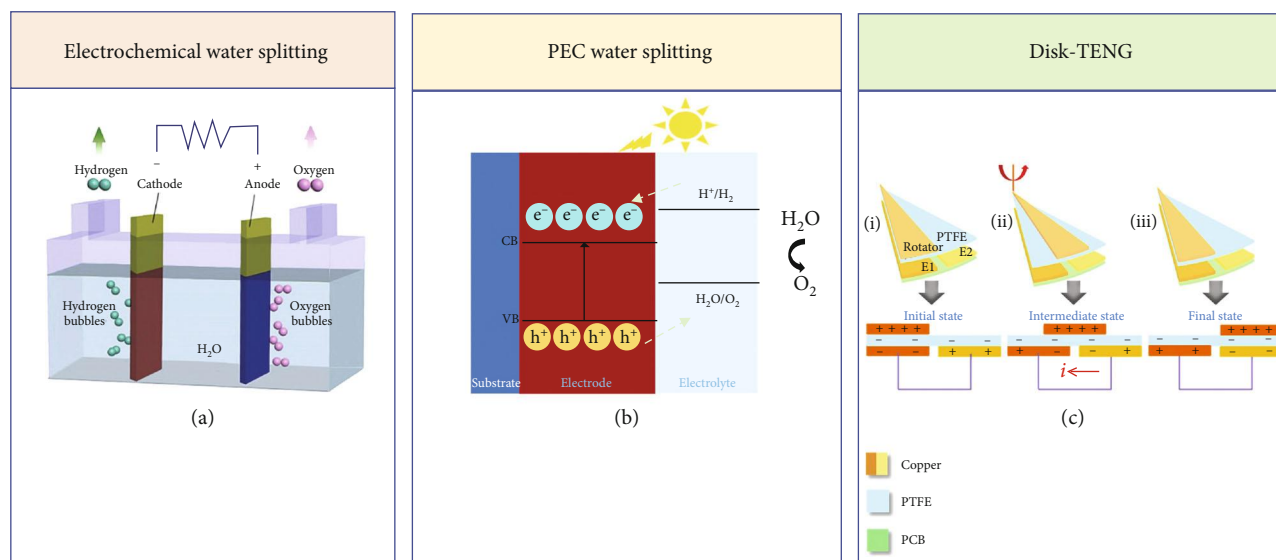 Electrochemical water splitting
Hydrogen
−
+
Oxygen
Cathode
Anode
Hydrogen
bubbles
Oxygen
bubbles
H₂O
(a)
PEC water splitting
H⁺/H₂
e⁻ e⁻ e⁻ e⁻
CB
H₂O
O₂
H₂O/O₂
VB
h⁺ h⁺ h⁺ h⁺
Substrate
Electrode
Electrolyte
(b)
Disk-TENG
(i)
Rotator
PTFE
E1
E2
(ii)
(iii)
Initial state
+ + + +
− − − −
− − + +
Intermediate state
+ + + +
− − − −
+ − − +
i
Final state
+ + + +
− − − −
+ + − −
(c)
Copper
PTFE
PCB